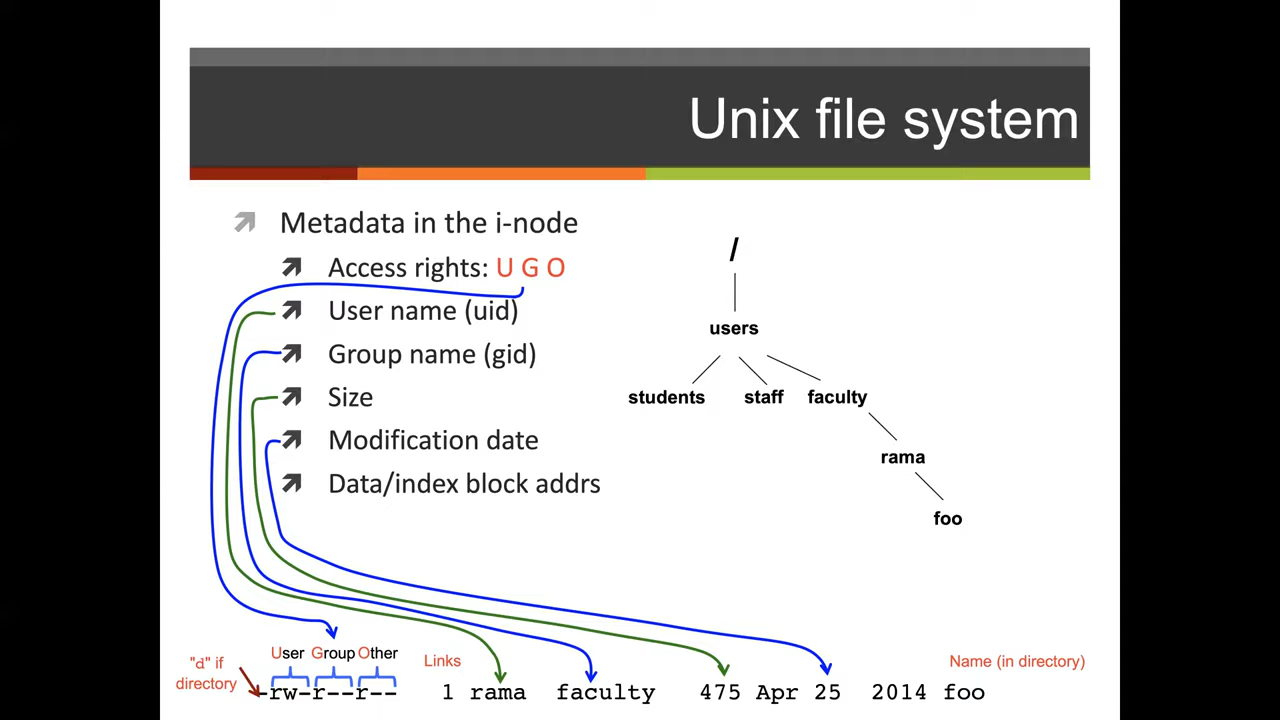 Unix file system
Metadata in the i-node
Access rights: U G O
User name (uid)
Group name (gid)
Size
Modification date
Data/index block addrs
/
users
students staff faculty
rama
foo
"d" if
directory
User Group Other
Links
Name (in directory)
-rw-r--r-- 1 rama faculty 475 Apr 25 2014 foo